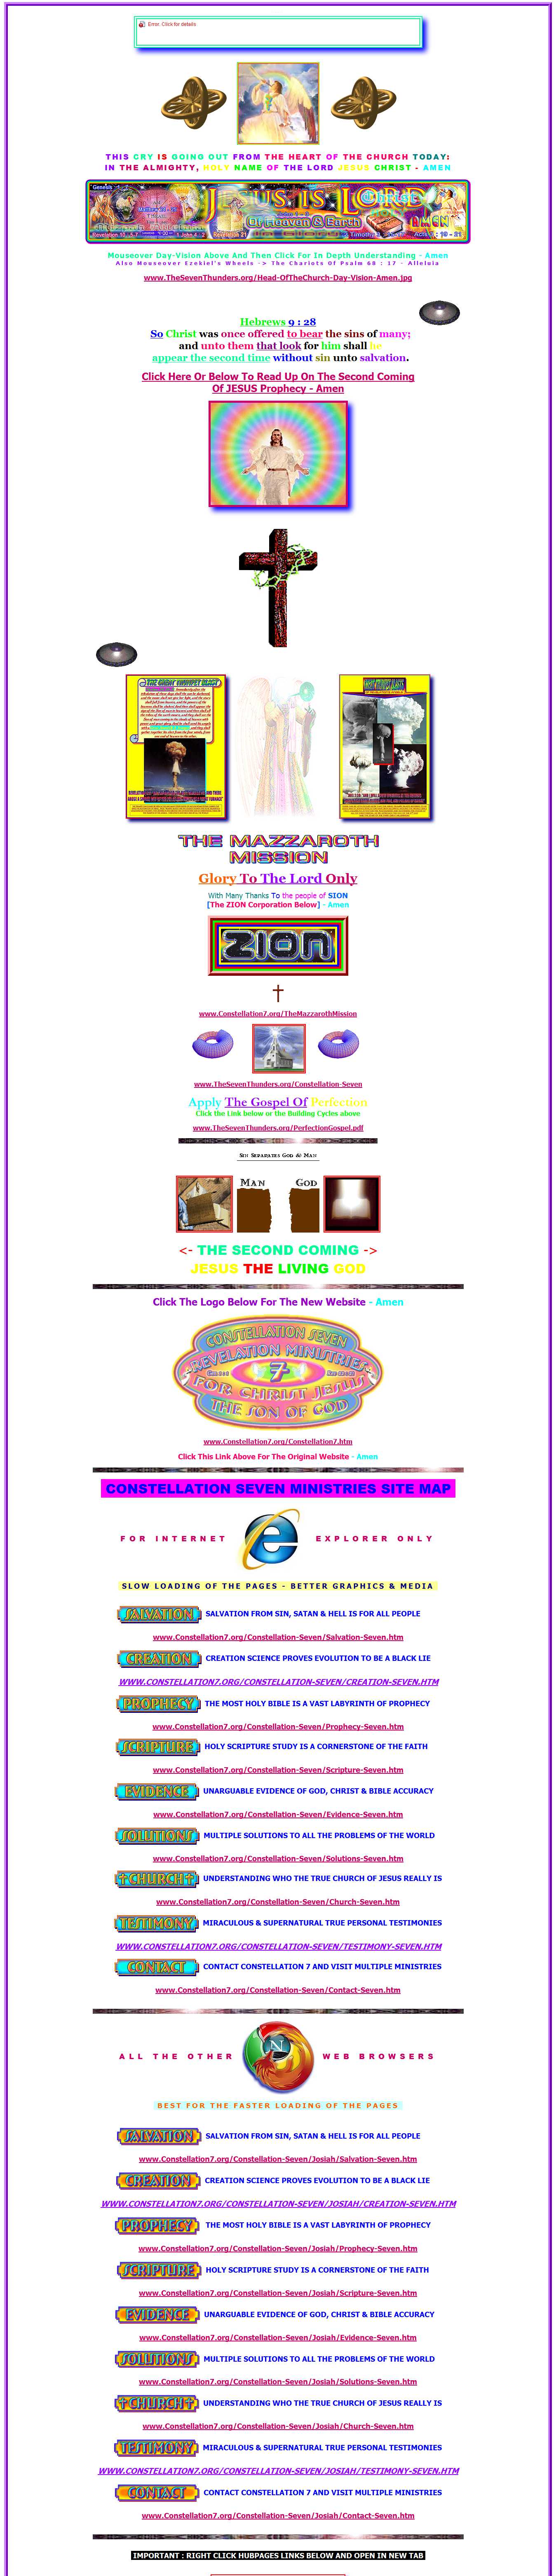 Error. Click for details
THIS CRY IS GOING OUT FROM THE HEART OF THE CHURCH TODAY:
IN THE ALMIGHTY, HOLY NAME OF THE LORD JESUS CHRIST - AMEN
Genesis 1 - 2
JESUS IS LORD
Christ
Of Heaven & Earth
AMEN
Revelation 21
Mouseover Day-Vision Above And Then Click For In Depth Understanding - Amen
Also Mouseover Ezekiel's Wheels -> The Chariots Of Psalm 68 : 17 - Alleluia
www.TheSevenThunders.org/Head-OfTheChurch-Day-Vision-Amen.jpg
Hebrews 9 : 28
So Christ was once offered to bear the sins of many;
and unto them that look for him shall he
appear the second time without sin unto salvation.
Click Here Or Below To Read Up On The Second Coming
Of JESUS Prophecy - Amen
THE GREAT TRUMPET BLAST
THE MAZZAROTH
MISSION
Glory To The Lord Only
With Many Thanks To the people of SION
[The ZION Corporation Below] - Amen
ZION
www.Constellation7.org/TheMazzarothMission
www.TheSevenThunders.org/Constellation-Seven
Apply The Gospel Of Perfection
Click the Link below or the Building Cycles above
www.TheSevenThunders.org/PerfectionGospel.pdf
Sin Separates God & Man
Man God
<- THE SECOND COMING ->
JESUS THE LIVING GOD
Click The Logo Below For The New Website - Amen
CONSTELLATION SEVEN
REVELATION MINISTRIES
7
FOR CHRIST JESUS
THE SON OF GOD
www.Constellation7.org/Constellation7.htm
Click This Link Above For The Original Website - Amen
CONSTELLATION SEVEN MINISTRIES SITE MAP
FOR INTERNET EXPLORER ONLY
SLOW LOADING OF THE PAGES - BETTER GRAPHICS & MEDIA
SALVATION SALVATION FROM SIN, SATAN & HELL IS FOR ALL PEOPLE
www.Constellation7.org/Constellation-Seven/Salvation-Seven.htm
CREATION CREATION SCIENCE PROVES EVOLUTION TO BE A BLACK LIE
WWW.CONSTELLATION7.ORG/CONSTELLATION-SEVEN/CREATION-SEVEN.HTM
PROPHECY THE MOST HOLY BIBLE IS A VAST LABYRINTH OF PROPHECY
www.Constellation7.org/Constellation-Seven/Prophecy-Seven.htm
SCRIPTURE HOLY SCRIPTURE STUDY IS A CORNERSTONE OF THE FAITH
www.Constellation7.org/Constellation-Seven/Scripture-Seven.htm
EVIDENCE UNARGUABLE EVIDENCE OF GOD, CHRIST & BIBLE ACCURACY
www.Constellation7.org/Constellation-Seven/Evidence-Seven.htm
SOLUTIONS MULTIPLE SOLUTIONS TO ALL THE PROBLEMS OF THE WORLD
www.Constellation7.org/Constellation-Seven/Solutions-Seven.htm
CHURCH UNDERSTANDING WHO THE TRUE CHURCH OF JESUS REALLY IS
www.Constellation7.org/Constellation-Seven/Church-Seven.htm
TESTIMONY MIRACULOUS & SUPERNATURAL TRUE PERSONAL TESTIMONIES
WWW.CONSTELLATION7.ORG/CONSTELLATION-SEVEN/TESTIMONY-SEVEN.HTM
CONTACT CONTACT CONSTELLATION 7 AND VISIT MULTIPLE MINISTRIES
www.Constellation7.org/Constellation-Seven/Contact-Seven.htm
ALL THE OTHER N WEB BROWSERS
BEST FOR THE FASTER LOADING OF THE PAGES
SALVATION SALVATION FROM SIN, SATAN & HELL IS FOR ALL PEOPLE
www.Constellation7.org/Constellation-Seven/Josiah/Salvation-Seven.htm
CREATION CREATION SCIENCE PROVES EVOLUTION TO BE A BLACK LIE
WWW.CONSTELLATION7.ORG/CONSTELLATION-SEVEN/JOSIAH/CREATION-SEVEN.HTM
PROPHECY THE MOST HOLY BIBLE IS A VAST LABYRINTH OF PROPHECY
www.Constellation7.org/Constellation-Seven/Josiah/Prophecy-Seven.htm
SCRIPTURE HOLY SCRIPTURE STUDY IS A CORNERSTONE OF THE FAITH
www.Constellation7.org/Constellation-Seven/Josiah/Scripture-Seven.htm
EVIDENCE UNARGUABLE EVIDENCE OF GOD, CHRIST & BIBLE ACCURACY
www.Constellation7.org/Constellation-Seven/Josiah/Evidence-Seven.htm
SOLUTIONS MULTIPLE SOLUTIONS TO ALL THE PROBLEMS OF THE WORLD
www.Constellation7.org/Constellation-Seven/Josiah/Solutions-Seven.htm
CHURCH UNDERSTANDING WHO THE TRUE CHURCH OF JESUS REALLY IS
www.Constellation7.org/Constellation-Seven/Josiah/Church-Seven.htm
TESTIMONY MIRACULOUS & SUPERNATURAL TRUE PERSONAL TESTIMONIES
WWW.CONSTELLATION7.ORG/CONSTELLATION-SEVEN/JOSIAH/TESTIMONY-SEVEN.HTM
CONTACT CONTACT CONSTELLATION 7 AND VISIT MULTIPLE MINISTRIES
www.Constellation7.org/Constellation-Seven/Josiah/Contact-Seven.htm
IMPORTANT : RIGHT CLICK HUBPAGES LINKS BELOW AND OPEN IN NEW TAB